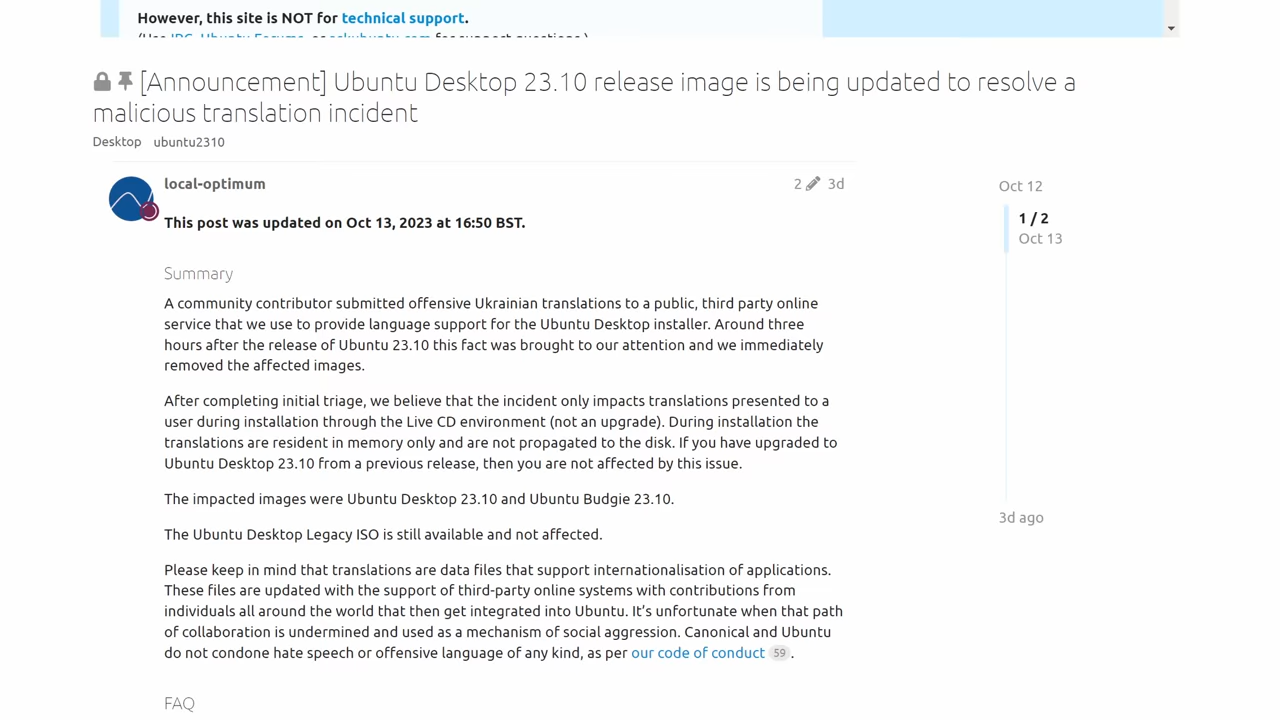 However, this site is NOT for technical support.
(Use IRC, Ubuntu Forums, or askubuntu.com for support questions.)
[Announcement] Ubuntu Desktop 23.10 release image is being updated to resolve a
malicious translation incident
Desktop ubuntu2310
local-optimum 2 3d
This post was updated on Oct 13, 2023 at 16:50 BST.
Oct 12
1 / 2
Oct 13
3d ago
Summary
A community contributor submitted offensive Ukrainian translations to a public, third party online
service that we use to provide language support for the Ubuntu Desktop installer. Around three
hours after the release of Ubuntu 23.10 this fact was brought to our attention and we immediately
removed the affected images.
After completing initial triage, we believe that the incident only impacts translations presented to a
user during installation through the Live CD environment (not an upgrade). During installation the
translations are resident in memory only and are not propagated to the disk. If you have upgraded to
Ubuntu Desktop 23.10 from a previous release, then you are not affected by this issue.
The impacted images were Ubuntu Desktop 23.10 and Ubuntu Budgie 23.10.
The Ubuntu Desktop Legacy ISO is still available and not affected.
Please keep in mind that translations are data files that support internationalisation of applications.
These files are updated with the support of third-party online systems with contributions from
individuals all around the world that then get integrated into Ubuntu. It’s unfortunate when that path
of collaboration is undermined and used as a mechanism of social aggression. Canonical and Ubuntu
do not condone hate speech or offensive language of any kind, as per our code of conduct 59 .
FAQ